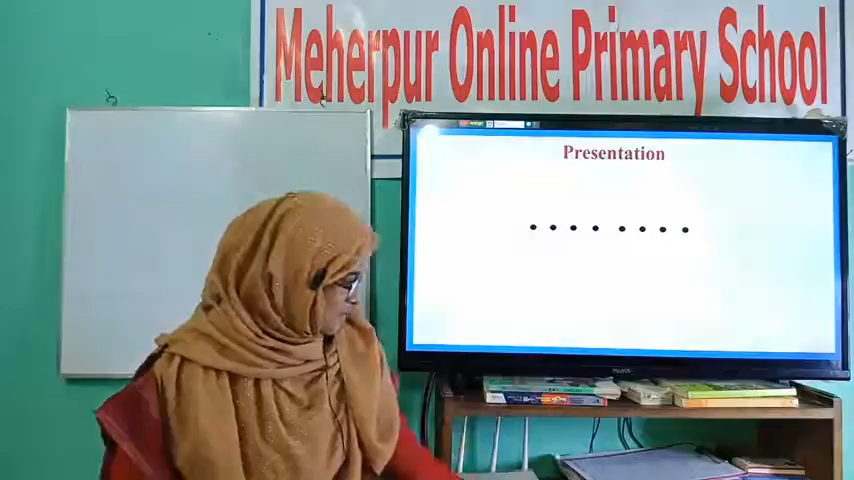 Meherpur Online Primary School
Presentation
. . . . . . . .